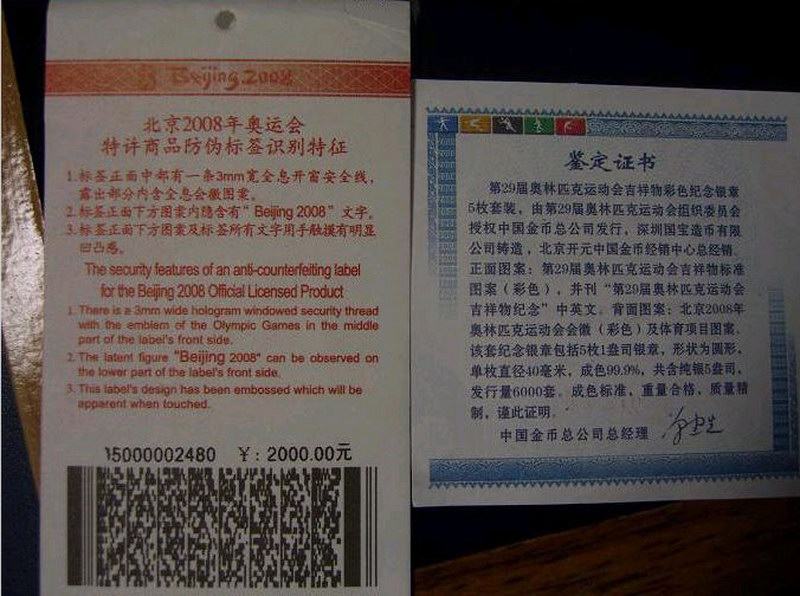 Beijing 2008
北京2008年奥运会
特许商品防伪标签识别特征
1.标签正面中部有一条3mm宽全息开窗安全线，
露出部分内含全息会徽图案。
2.标签正面下方图案内隐含有"Beijing 2008"文字。
3.标签正面下方图案及标签所有文字用手触摸有明显
凹凸感。
The security features of an anti-counterfeiting label
for the Beijing 2008 Official Licensed Product
1. There is a 3mm wide hologram windowed security thread
with the emblem of the Olympic Games in the middle
part of the label's front side.
2. The latent figure "Beijing 2008" can be observed on
the lower part of the label's front side.
3. This label's design has been embossed which will be
apparent when touched.
15000002480 ￥: 2000.00元
鉴定证书
第29届奥林匹克运动会吉祥物彩色纪念银章
5枚套装，由第29届奥林匹克运动会组织委员会
授权中国金币总公司发行，深圳国宝造币有限
公司铸造，北京开元中国金币经销中心总经销。
正面图案：第29届奥林匹克运动会吉祥物标准
图案（彩色），并刊"第29届奥林匹克运动会
吉祥物纪念"中英文。背面图案：北京2008年
奥林匹克运动会会徽（彩色）及体育项目图案。
该套纪念银章包括5枚1盎司银章，形状为圆形，
单枚直径40毫米，成色99.9%，共含纯银5盎司，
发行量6000套。成色标准，重量合格，质量精
制，谨此证明。
中国金币总公司总经理